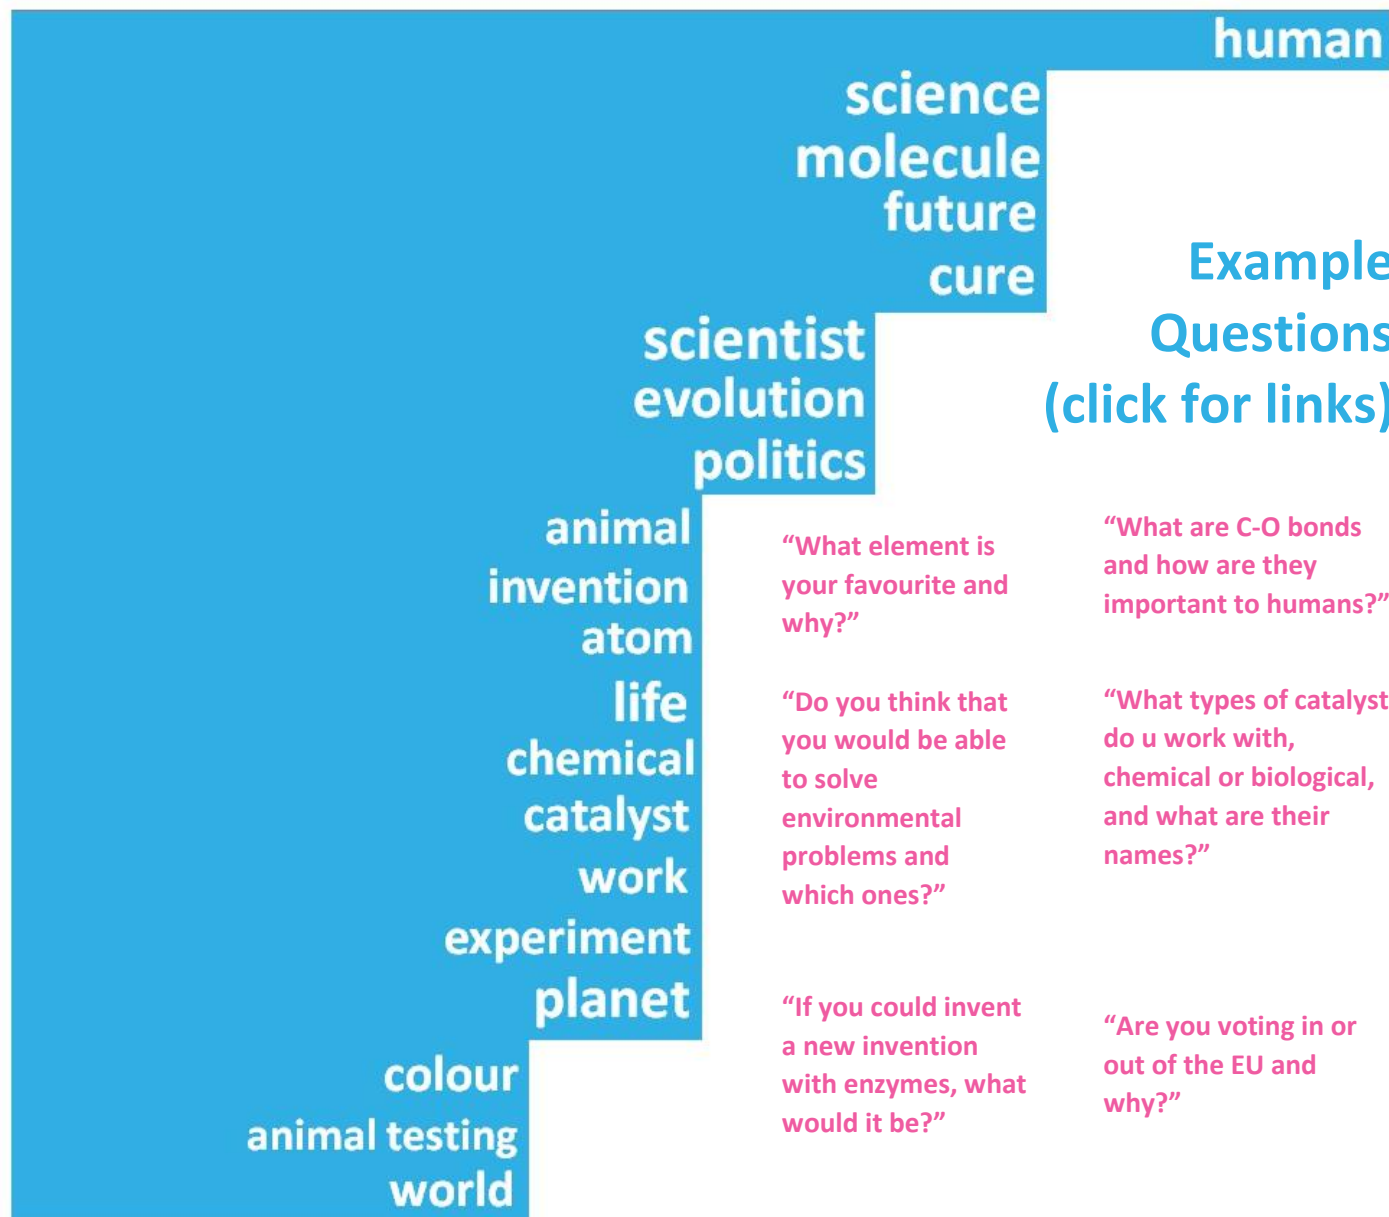 human
science
molecule
future
cure
scientist
evolution
politics
animal
invention
atom
life
chemical
catalyst
work
experiment
planet
colour
animal testing
world
Example
Questions
(click for links)
“What element is
your favourite and
why?”
“What are C-O bonds
and how are they
important to humans?”
“Do you think that
you would be able
to solve
environmental
problems and
which ones?”
“What types of catalyst
do u work with,
chemical or biological,
and what are their
names?”
“If you could invent
a new invention
with enzymes, what
would it be?”
“Are you voting in or
out of the EU and
why?”